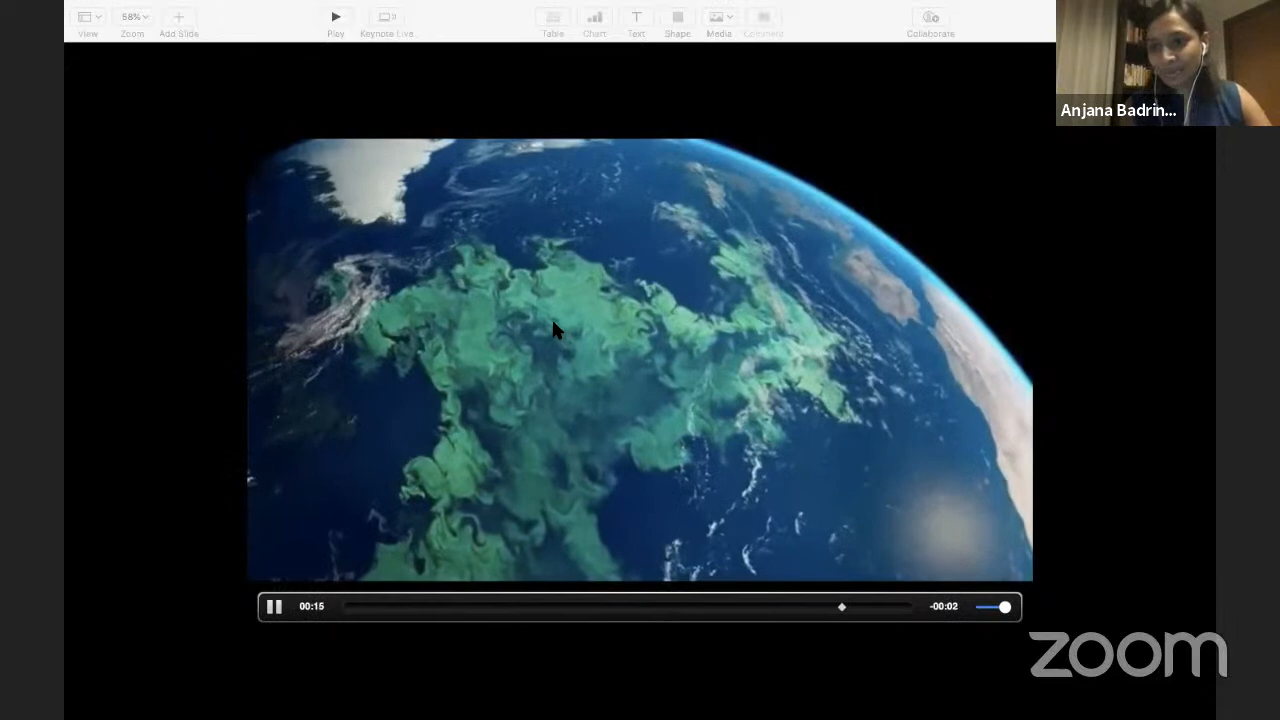 58%
View
Zoom
Add Slide
Play
Keynote Live
Table
Chart
Text
Shape
Media
Comment
Collaborate
Anjana Badrin...
00:15
-00:02
zoom